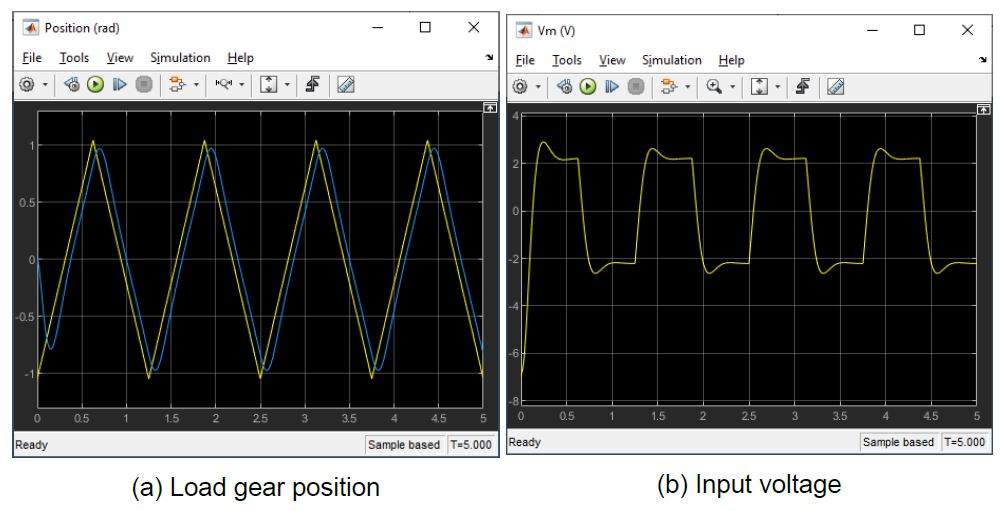 Position (rad)
File Tools View Simulation Help
1
0.5
0
-0.5
-1
0 0.5 1 1.5 2 2.5 3 3.5 4 4.5 5
Ready Sample based T=5.000
(a) Load gear position
Vm (V)
File Tools View Simulation Help
4
2
0
-2
-4
-6
-8
0 0.5 1 1.5 2 2.5 3 3.5 4 4.5 5
Ready Sample based T=5.000
(b) Input voltage